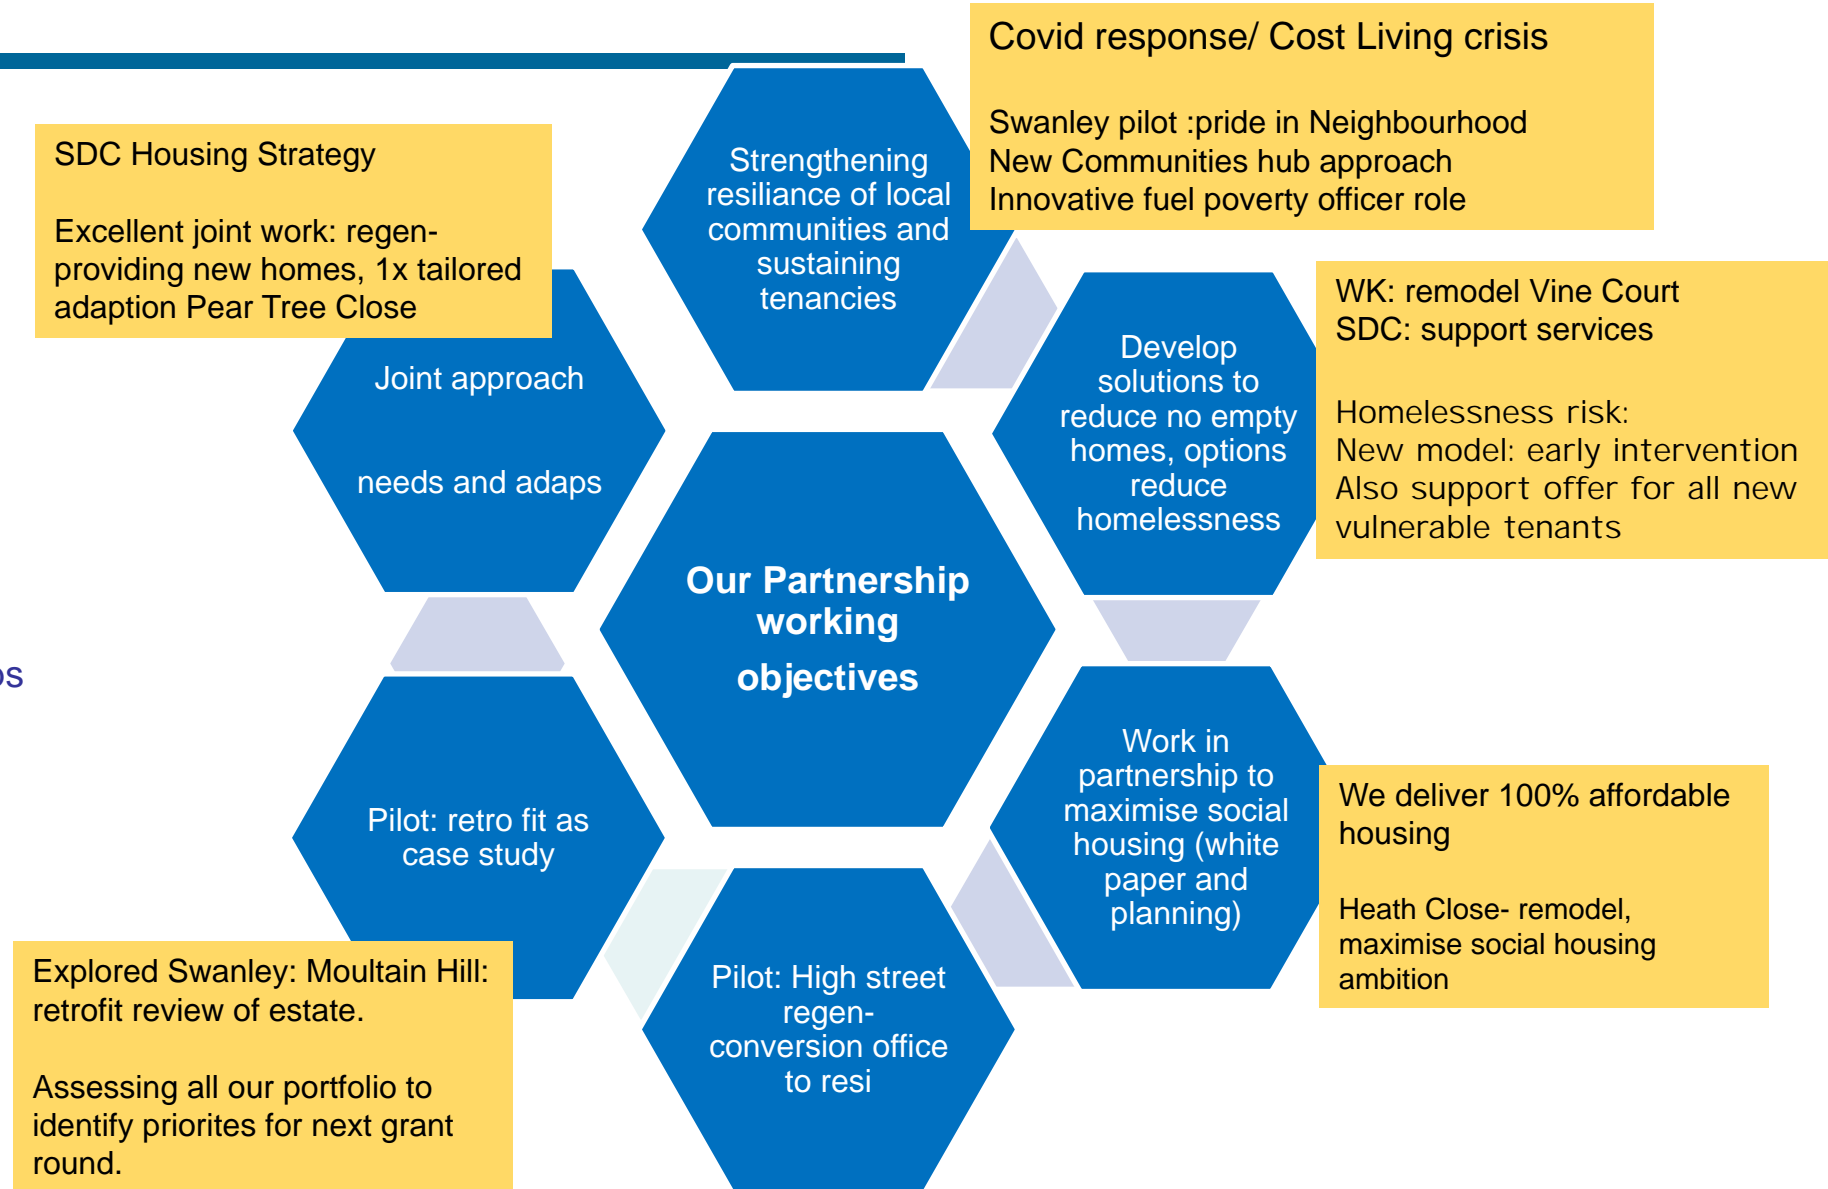 Covid response/ Cost Living crisis
Swanley pilot :pride in Neighbourhood
New Communities hub approach
Innovative fuel poverty officer role
SDC Housing Strategy
Excellent joint work: regen-
providing new homes, 1x tailored
adaption Pear Tree Close
Strengthening
resiliance of local
communities and
sustaining
tenancies
WK: remodel Vine Court
SDC: support services
Homelessness risk:
New model: early intervention
Also support offer for all new
vulnerable tenants
Develop
solutions to
reduce no empty
homes, options
reduce
homelessness
Joint approach
needs and adaps
Our Partnership
working
objectives
Work in
partnership to
maximise social
housing (white
paper and
planning)
We deliver 100% affordable
housing
Heath Close- remodel,
maximise social housing
ambition
Pilot: retro fit as
case study
Explored Swanley: Moultain Hill:
retrofit review of estate.
Assessing all our portfolio to
identify priorites for next grant
round.
Pilot: High street
regen-
conversion office
to resi